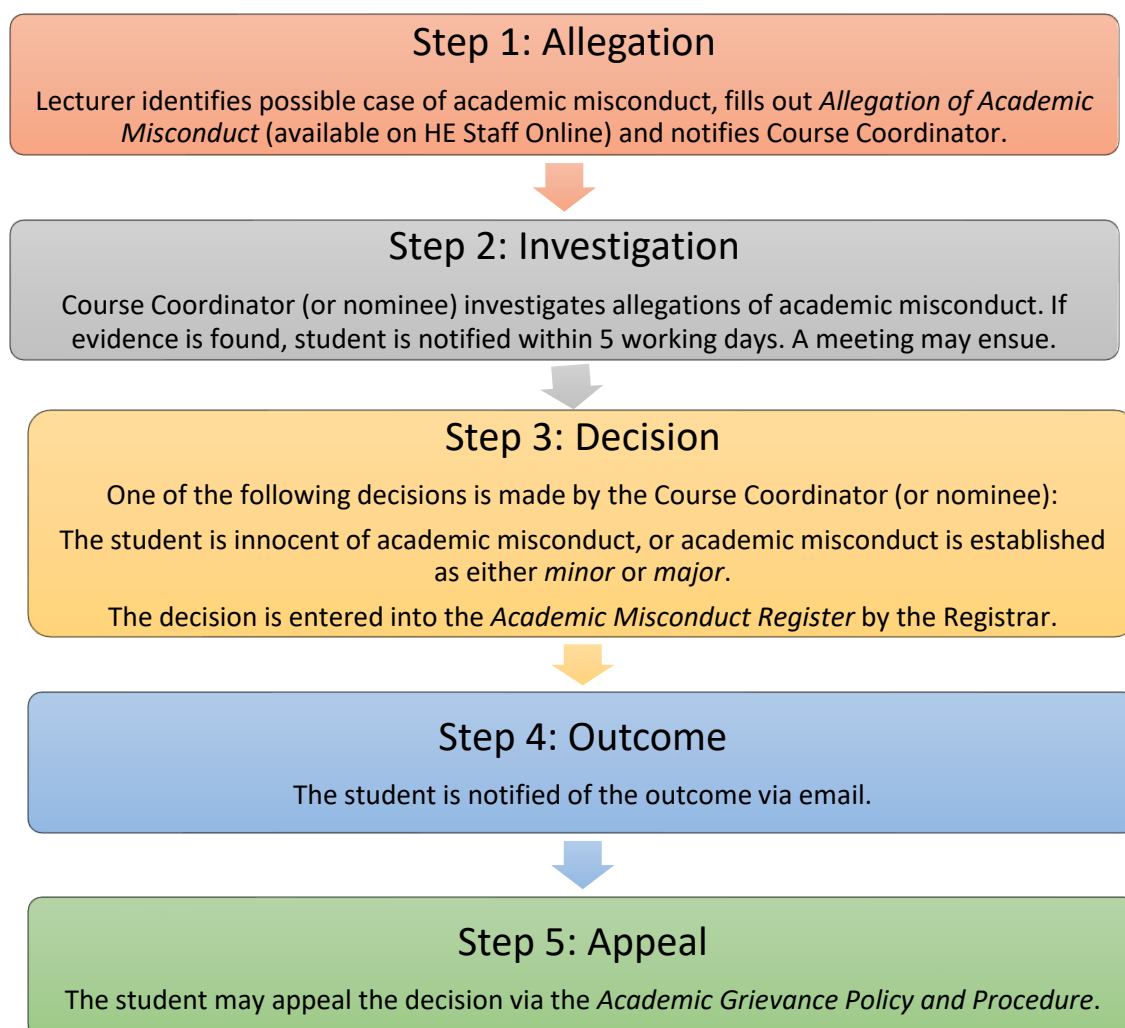 Step 1: Allegation
Lecturer identifies possible case of academic misconduct, fills out Allegation of Academic
Misconduct (available on HE Staff Online) and notifies Course Coordinator.
Step 2: Investigation
Course Coordinator (or nominee) investigates allegations of academic misconduct. If
evidence is found, student is notified within 5 working days. A meeting may ensue.
Step 3: Decision
One of the following decisions is made by the Course Coordinator (or nominee):
The student is innocent of academic misconduct, or academic misconduct is established
as either minor or major.
The decision is entered into the Academic Misconduct Register by the Registrar.
Step 4: Outcome
The student is notified of the outcome via email.
Step 5: Appeal
The student may appeal the decision via the Academic Grievance Policy and Procedure.